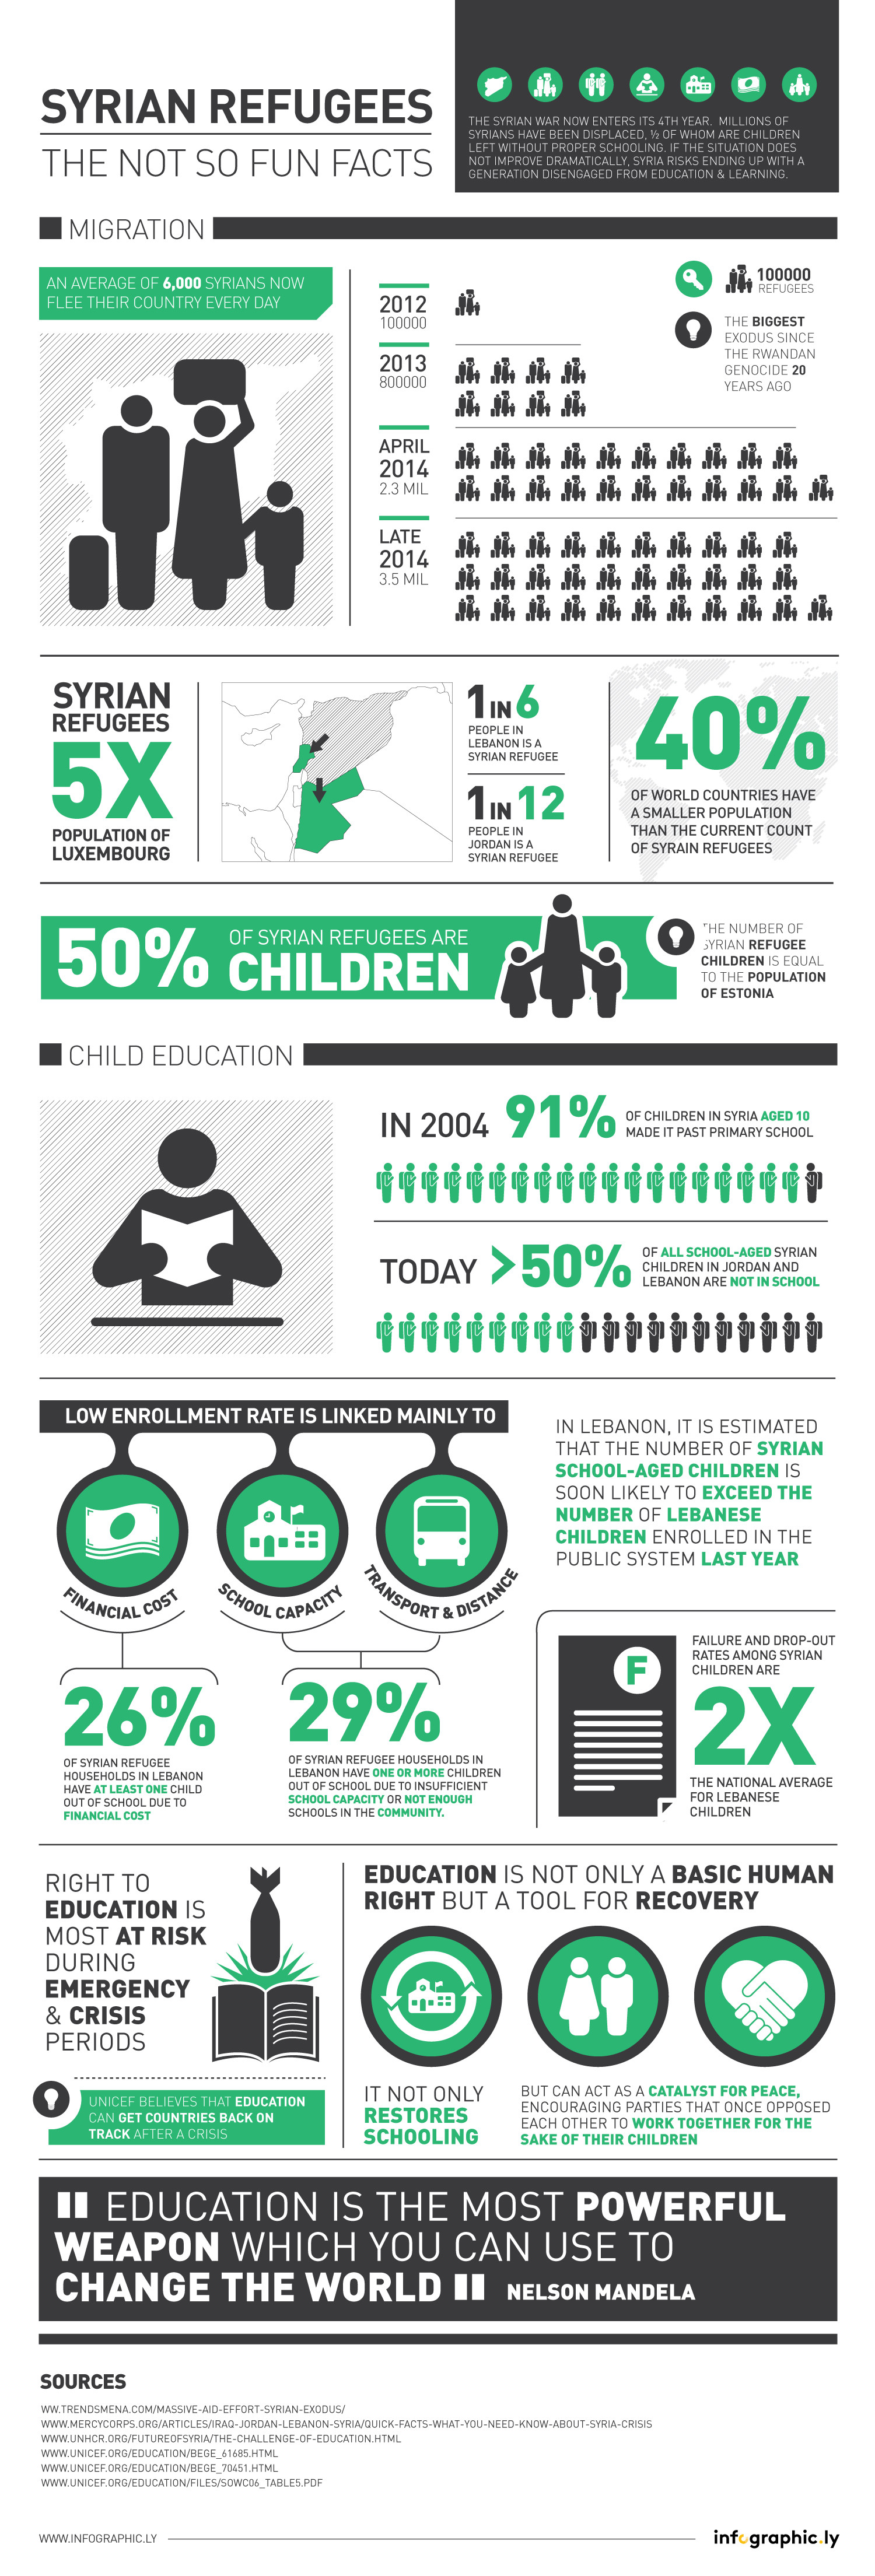 SYRIAN REFUGEES
THE NOT SO FUN FACTS
THE SYRIAN WAR NOW ENTERS ITS 4TH YEAR. MILLIONS OF
SYRIANS HAVE BEEN DISPLACED, ½ OF WHOM ARE CHILDREN
LEFT WITHOUT PROPER SCHOOLING. IF THE SITUATION DOES
NOT IMPROVE DRAMATICALLY, SYRIA RISKS ENDING UP WITH A
GENERATION DISENGAGED FROM EDUCATION & LEARNING.
MIGRATION
AN AVERAGE OF 6,000 SYRIANS NOW
FLEE THEIR COUNTRY EVERY DAY
2012
100000
2013
800000
APRIL
2014
2.3 MIL
LATE
2014
3.5 MIL
100000
REFUGEES
THE BIGGEST
EXODUS SINCE
THE RWANDAN
GENOCIDE 20
YEARS AGO
SYRIAN
REFUGEES
5X
POPULATION OF
LUXEMBOURG
1 IN 6
PEOPLE IN
LEBANON IS A
SYRIAN REFUGEE
1 IN 12
PEOPLE IN
JORDAN IS A
SYRIAN REFUGEE
40%
OF WORLD COUNTRIES HAVE
A SMALLER POPULATION
THAN THE CURRENT COUNT
OF SYRAIN REFUGEES
50%
OF SYRIAN REFUGEES ARE
CHILDREN
THE NUMBER OF
SYRIAN REFUGEE
CHILDREN IS EQUAL
TO THE POPULATION
OF ESTONIA
CHILD EDUCATION
IN 2004 91%
OF CHILDREN IN SYRIA AGED 10
MADE IT PAST PRIMARY SCHOOL
TODAY >50%
OF ALL SCHOOL-AGED SYRIAN
CHILDREN IN JORDAN AND
LEBANON ARE NOT IN SCHOOL
LOW ENROLLMENT RATE IS LINKED MAINLY TO
FINANCIAL COST
SCHOOL CAPACITY
TRANSPORT & DISTANCE
26%
OF SYRIAN REFUGEE
HOUSEHOLDS IN LEBANON
HAVE AT LEAST ONE CHILD
OUT OF SCHOOL DUE TO
FINANCIAL COST
29%
OF SYRIAN REFUGEE HOUSEHOLDS IN
LEBANON HAVE ONE OR MORE CHILDREN
OUT OF SCHOOL DUE TO INSUFFICIENT
SCHOOL CAPACITY OR NOT ENOUGH
SCHOOLS IN THE COMMUNITY.
IN LEBANON, IT IS ESTIMATED
THAT THE NUMBER OF SYRIAN
SCHOOL-AGED CHILDREN IS
SOON LIKELY TO EXCEED THE
NUMBER OF LEBANESE
CHILDREN ENROLLED IN THE
PUBLIC SYSTEM LAST YEAR
F
FAILURE AND DROP-OUT
RATES AMONG SYRIAN
CHILDREN ARE
2X
THE NATIONAL AVERAGE
FOR LEBANESE
CHILDREN
RIGHT TO
EDUCATION IS
MOST AT RISK
DURING
EMERGENCY
& CRISIS
PERIODS
UNICEF BELIEVES THAT EDUCATION
CAN GET COUNTRIES BACK ON
TRACK AFTER A CRISIS
EDUCATION IS NOT ONLY A BASIC HUMAN
RIGHT BUT A TOOL FOR RECOVERY
IT NOT ONLY
RESTORES
SCHOOLING
BUT CAN ACT AS A CATALYST FOR PEACE,
ENCOURAGING PARTIES THAT ONCE OPPOSED
EACH OTHER TO WORK TOGETHER FOR THE
SAKE OF THEIR CHILDREN
" EDUCATION IS THE MOST POWERFUL
WEAPON WHICH YOU CAN USE TO
CHANGE THE WORLD " NELSON MANDELA
SOURCES
WW.TRENDSMENA.COM/MASSIVE-AID-EFFORT-SYRIAN-EXODUS/
WWW.MERCYCORPS.ORG/ARTICLES/IRAQ-JORDAN-LEBANON-SYRIA/QUICK-FACTS-WHAT-YOU-NEED-KNOW-ABOUT-SYRIA-CRISIS
WWW.UNHCR.ORG/FUTUREOFSYRIA/THE-CHALLENGE-OF-EDUCATION.HTML
WWW.UNICEF.ORG/EDUCATION/BEGE_61685.HTML
WWW.UNICEF.ORG/EDUCATION/BEGE_70451.HTML
WWW.UNICEF.ORG/EDUCATION/FILES/SOWC06_TABLE5.PDF
WWW.INFOGRAPHIC.LY
infographic.ly